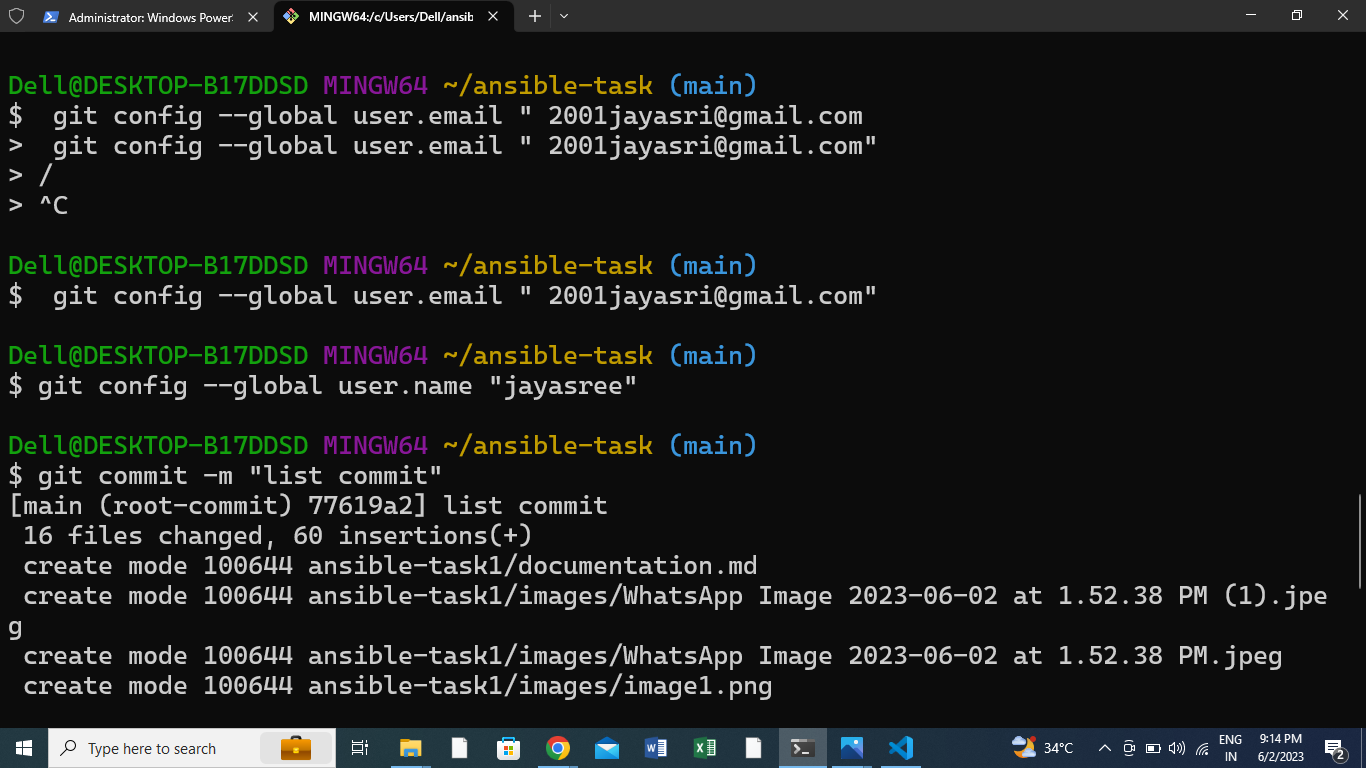 Administrator: Windows Power
MINGW64:/c/Users/Dell/ansib
Dell@DESKTOP-B17DDSD MINGW64 ~/ansible-task (main)
$  git config --global user.email " 2001jayasri@gmail.com
>  git config --global user.email " 2001jayasri@gmail.com"
> /
> ^C
Dell@DESKTOP-B17DDSD MINGW64 ~/ansible-task (main)
$  git config --global user.email " 2001jayasri@gmail.com"
Dell@DESKTOP-B17DDSD MINGW64 ~/ansible-task (main)
$ git config --global user.name "jayasree"
Dell@DESKTOP-B17DDSD MINGW64 ~/ansible-task (main)
$ git commit -m "list commit"
[main (root-commit) 77619a2] list commit
 16 files changed, 60 insertions(+)
 create mode 100644 ansible-task1/documentation.md
 create mode 100644 ansible-task1/images/WhatsApp Image 2023-06-02 at 1.52.38 PM (1).jpe
g
 create mode 100644 ansible-task1/images/WhatsApp Image 2023-06-02 at 1.52.38 PM.jpeg
 create mode 100644 ansible-task1/images/image1.png
Type here to search
34°C
ENG
IN
9:14 PM
6/2/2023
2